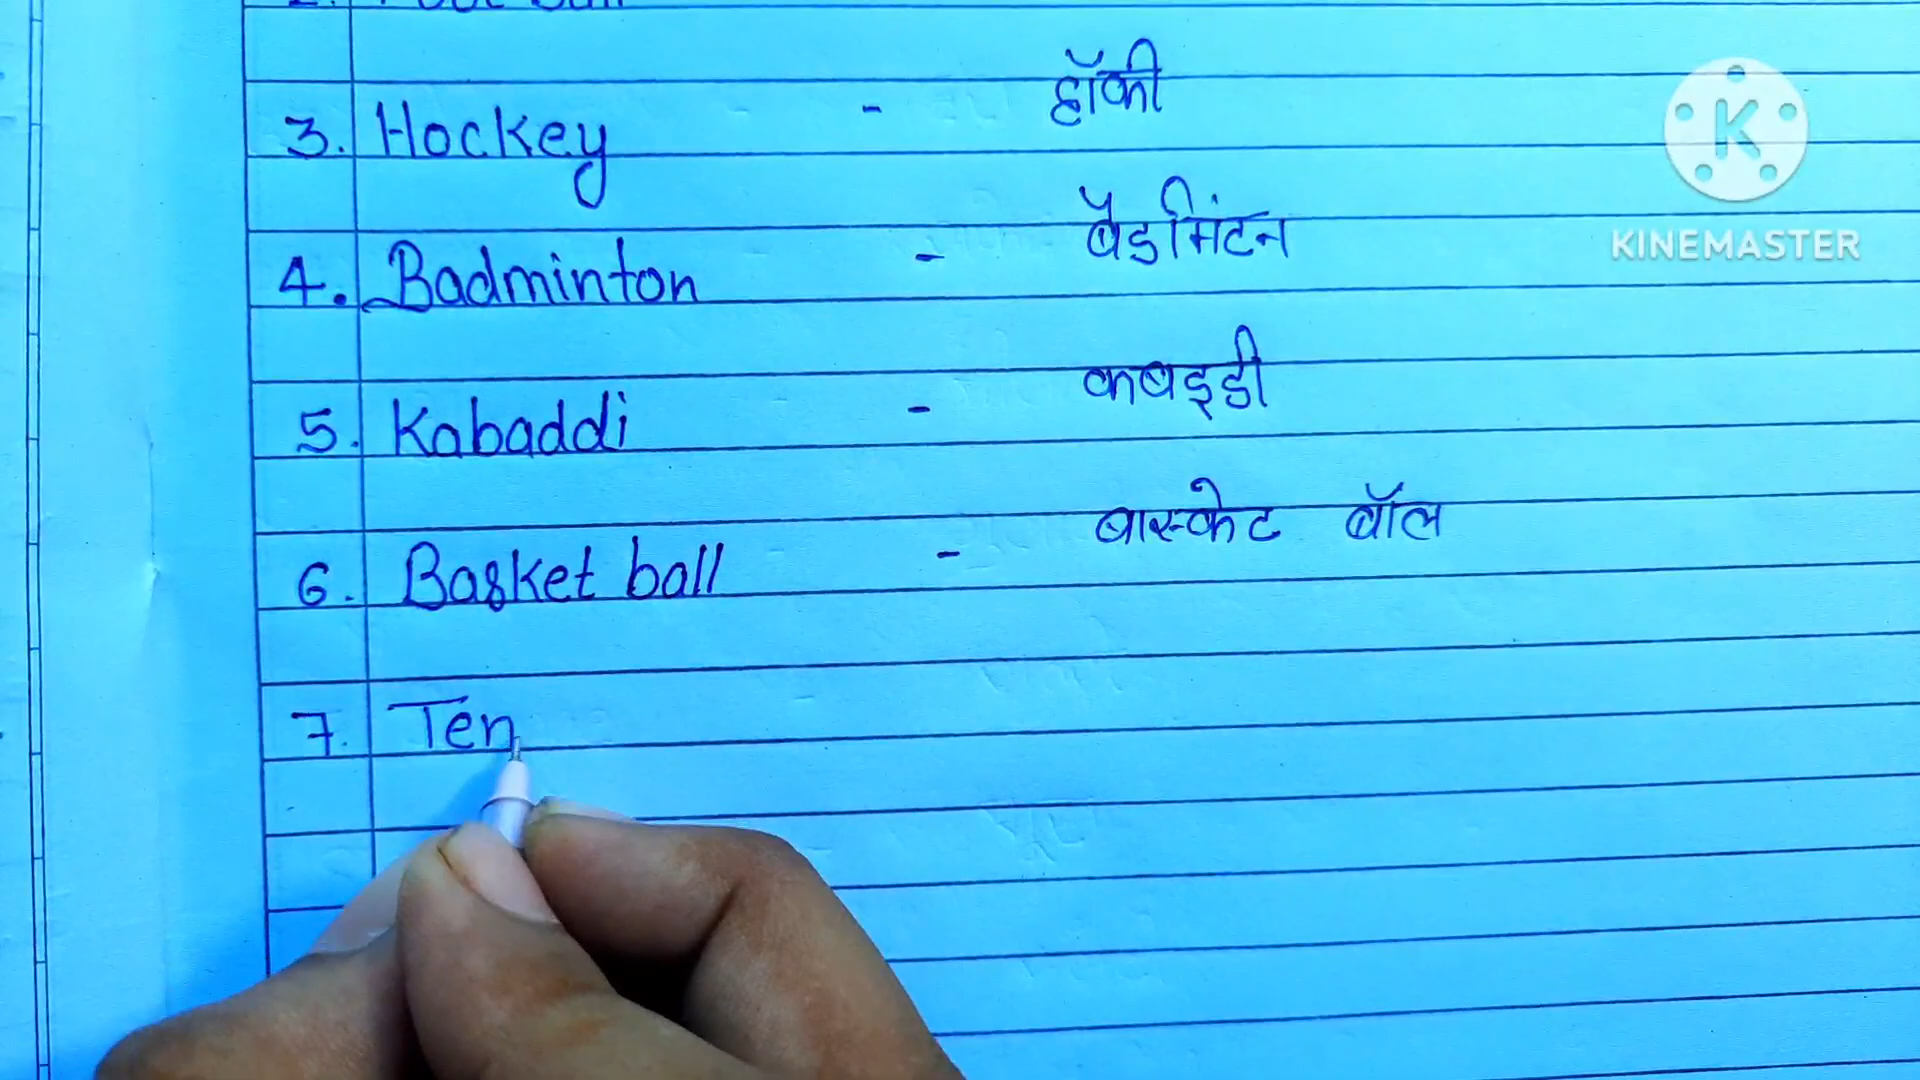 3. Hockey - हॉकी
4. Badminton - बैडमिंटन
5. Kabaddi - कबड्डी
6. Basket ball - बास्केट बॉल
7. Ten
KINEMASTER